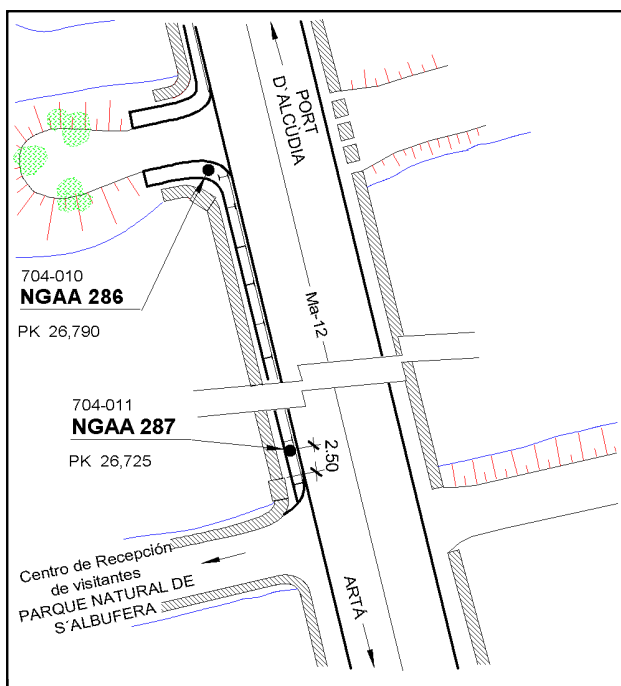 PORT
D´ALCÙDIA
704-010
NGAA 286
PK 26,790
Ma-12
704-011
NGAA 287
PK 26,725
2.50
Centro de Recepción
de visitantes
PARQUE NATURAL DE
S´ALBUFERA
ARTÁ